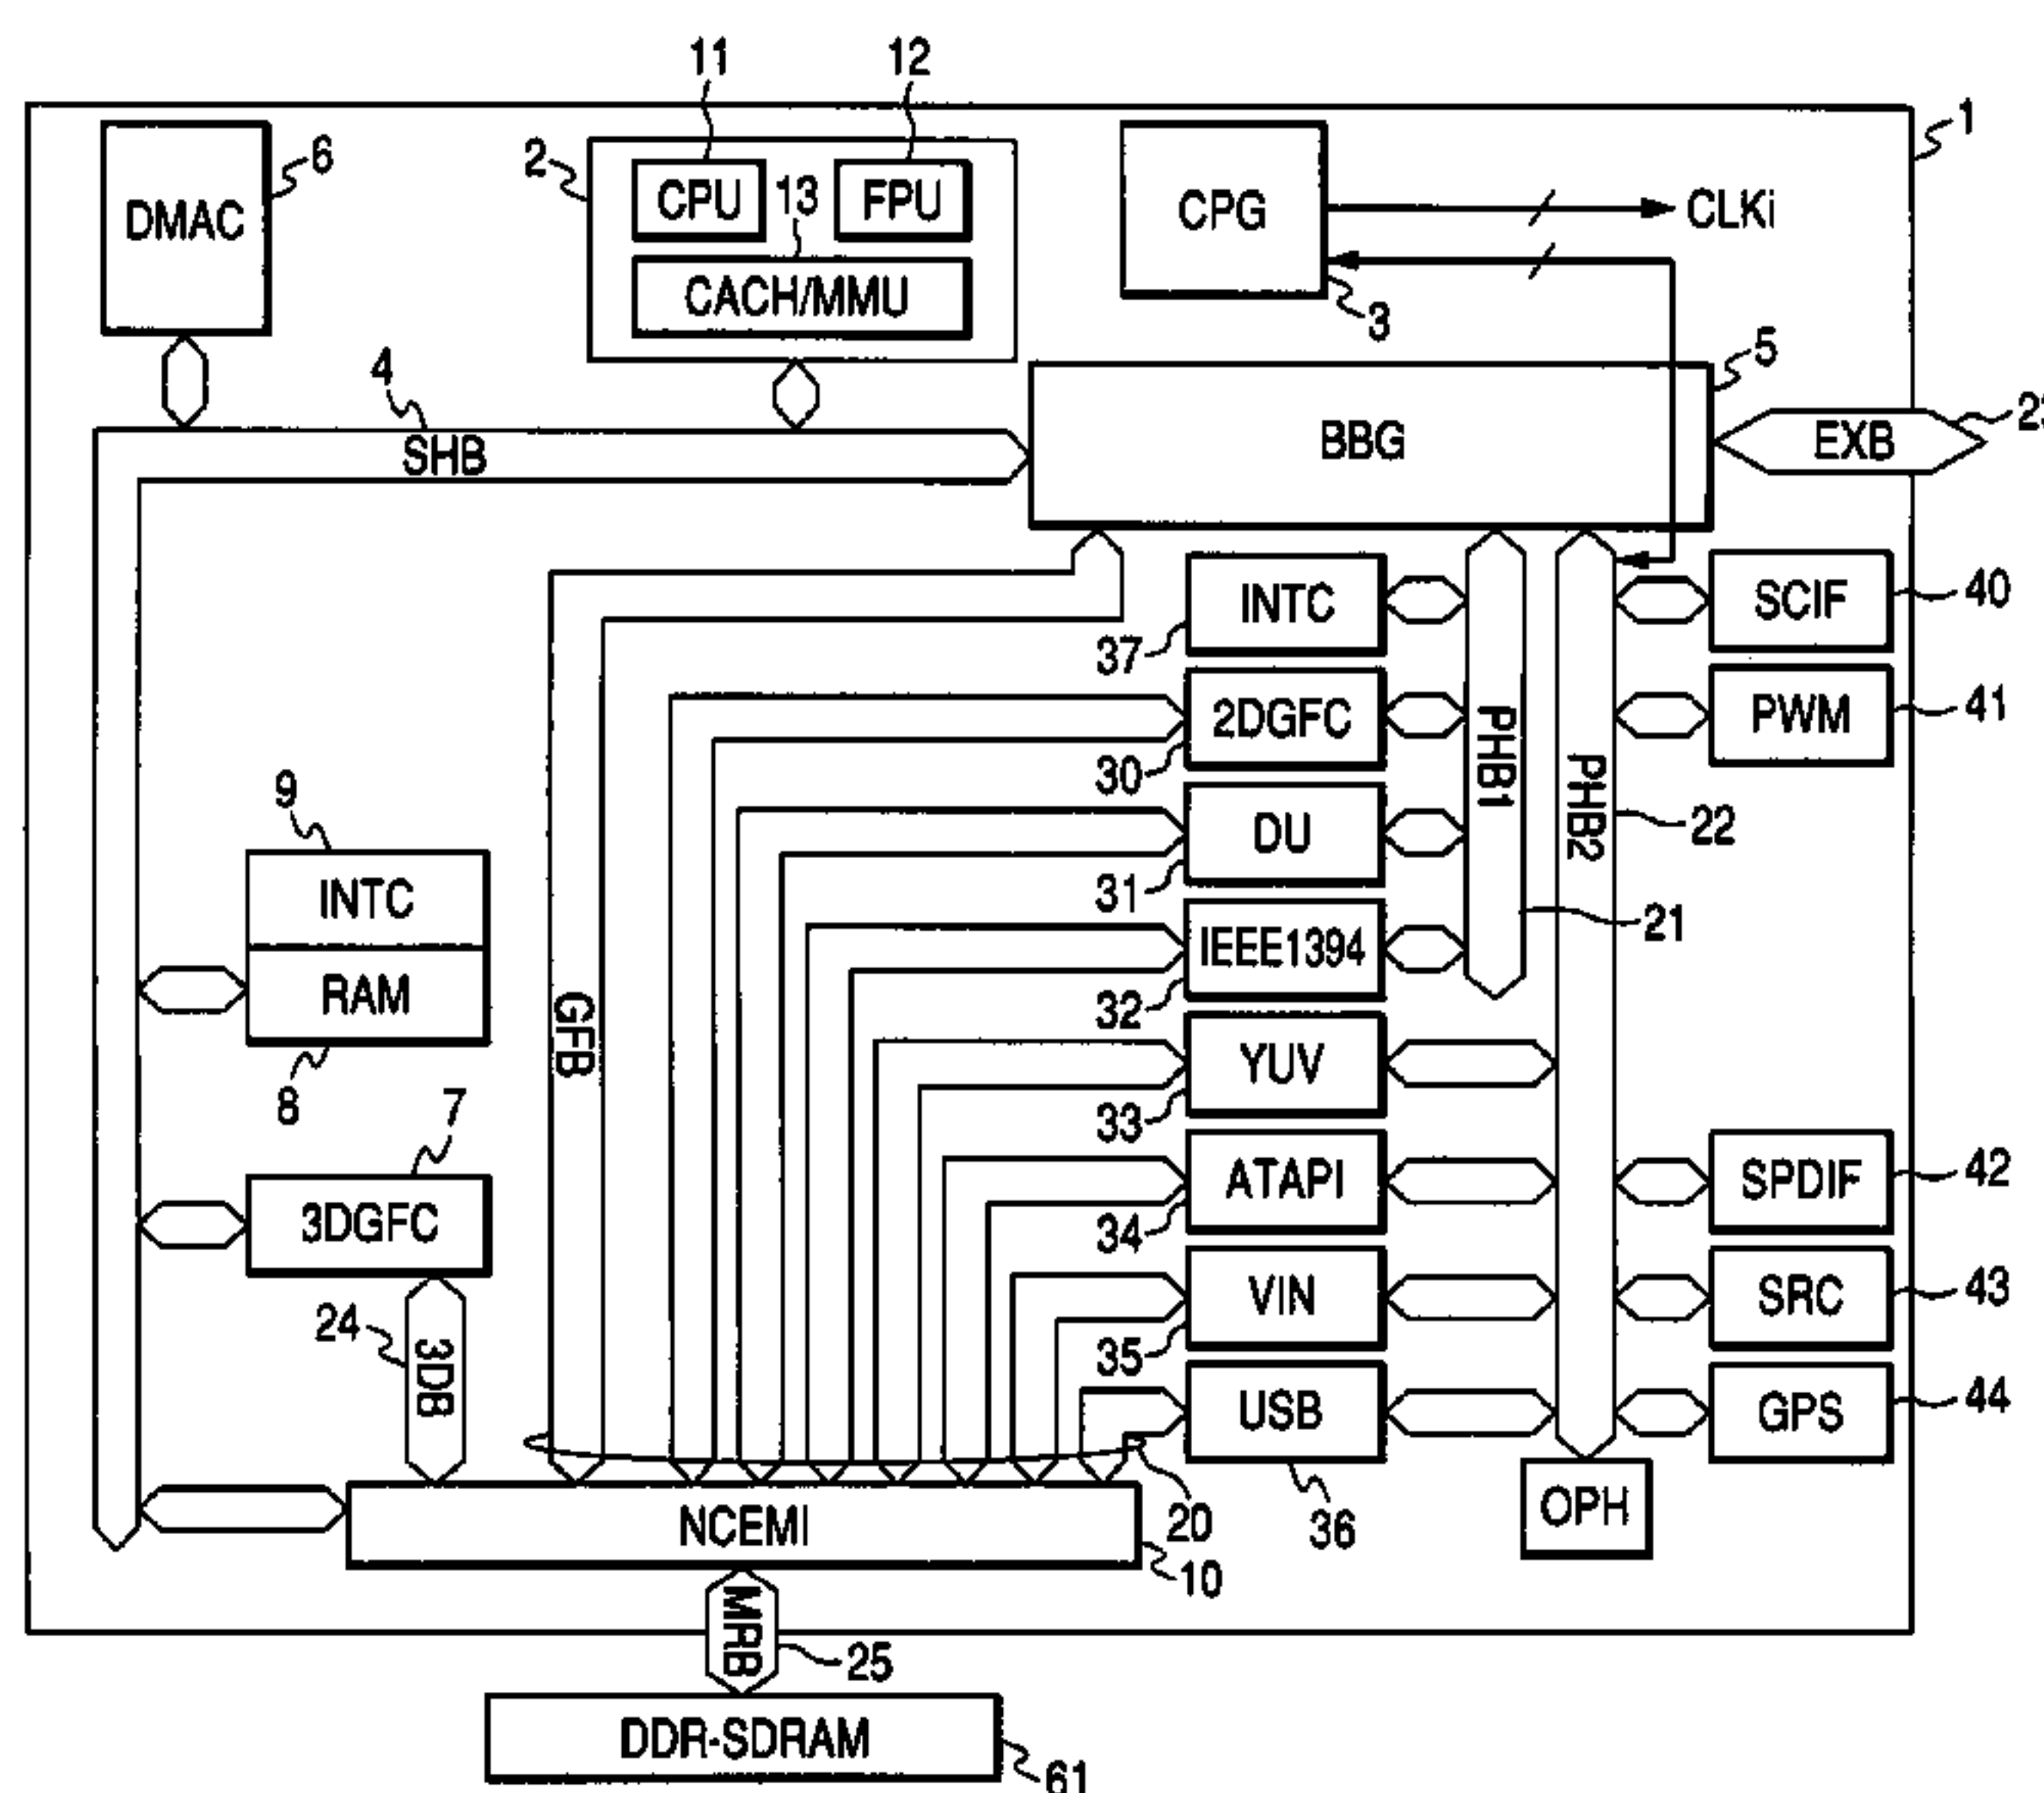 11
12
1
DMAC
6
2
CPU
13
FPU
CACH/MMU
CPG
CLKi
3
4
SHB
5
BBG
EXB
INTC
37
SCIF
40
2DGFC
30
PHB1
PWM
41
9
INTC
RAM
8
DU
31
PHB2
22
IEEE1394
32
21
GFB
YUV
33
7
3DGFC
24
3DB
ATAPI
34
SPDIF
42
VIN
35
SRC
43
USB
36
GPS
44
NCEMI
20
10
OPH
MRB
25
DDR-SDRAM
61